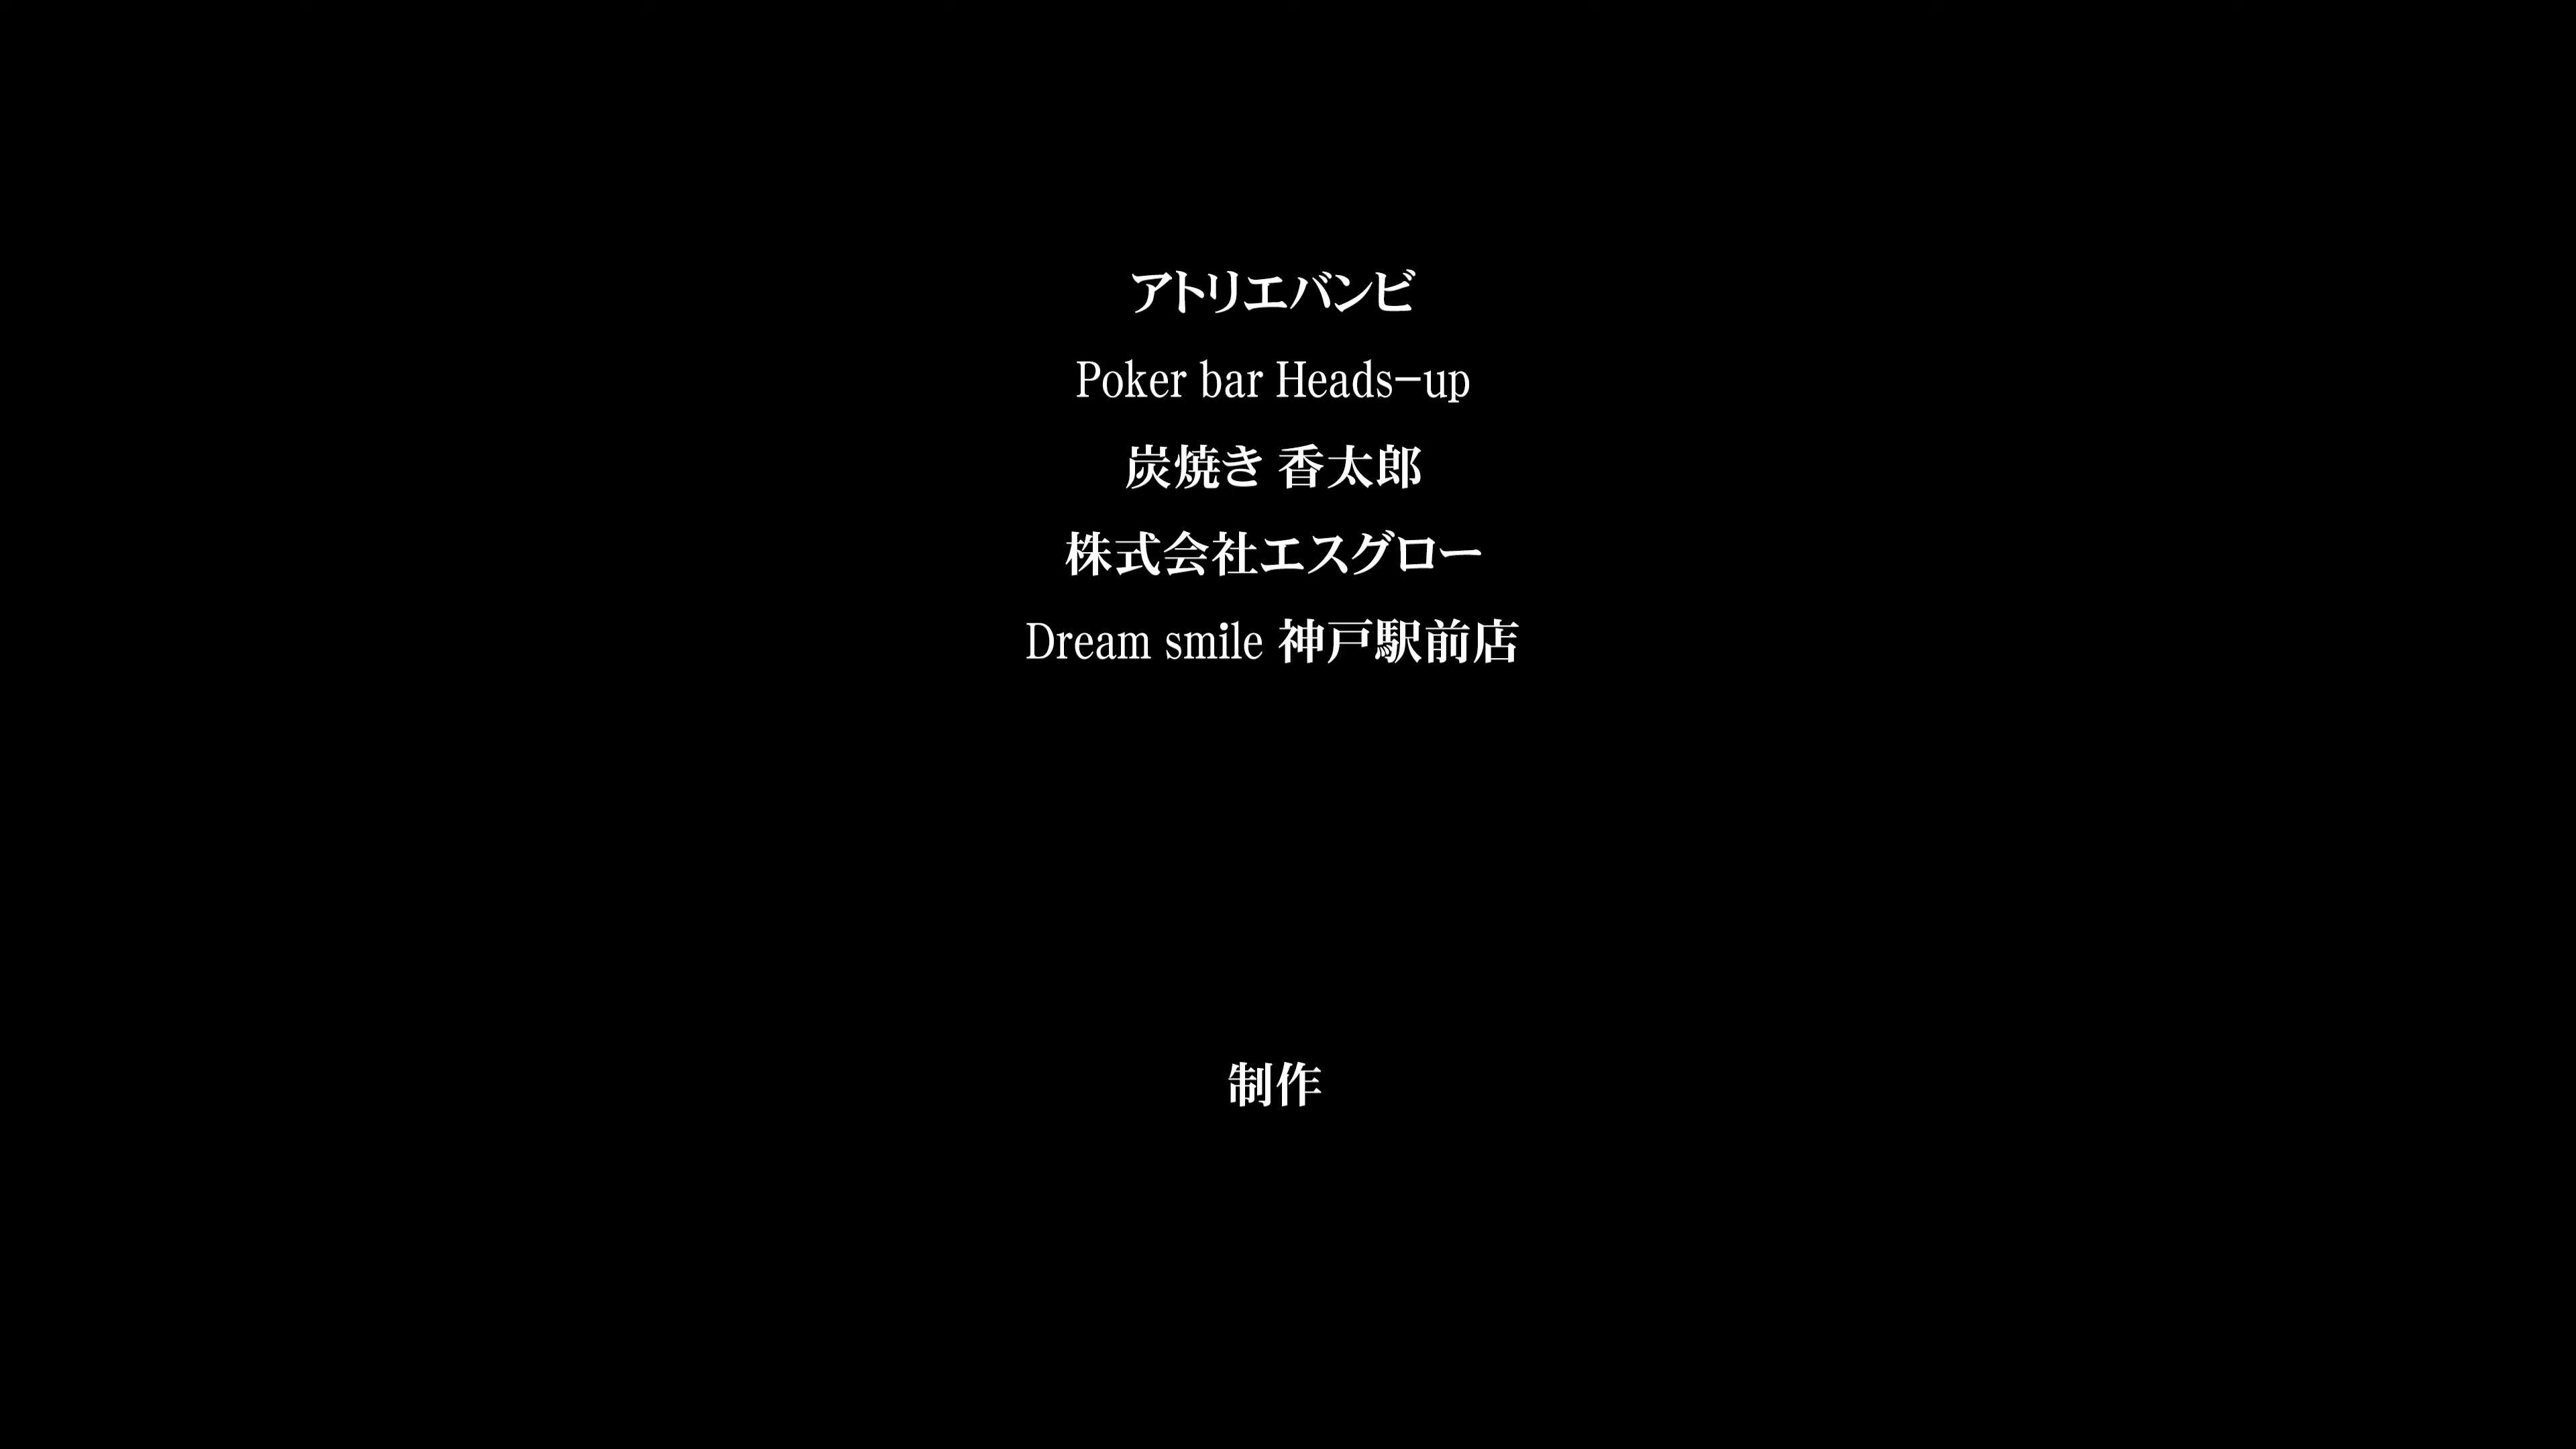 アトリエバンビ
Poker bar Heads-up
炭焼き 香太郎
株式会社エスグロー
Dream smile 神戸駅前店
制作